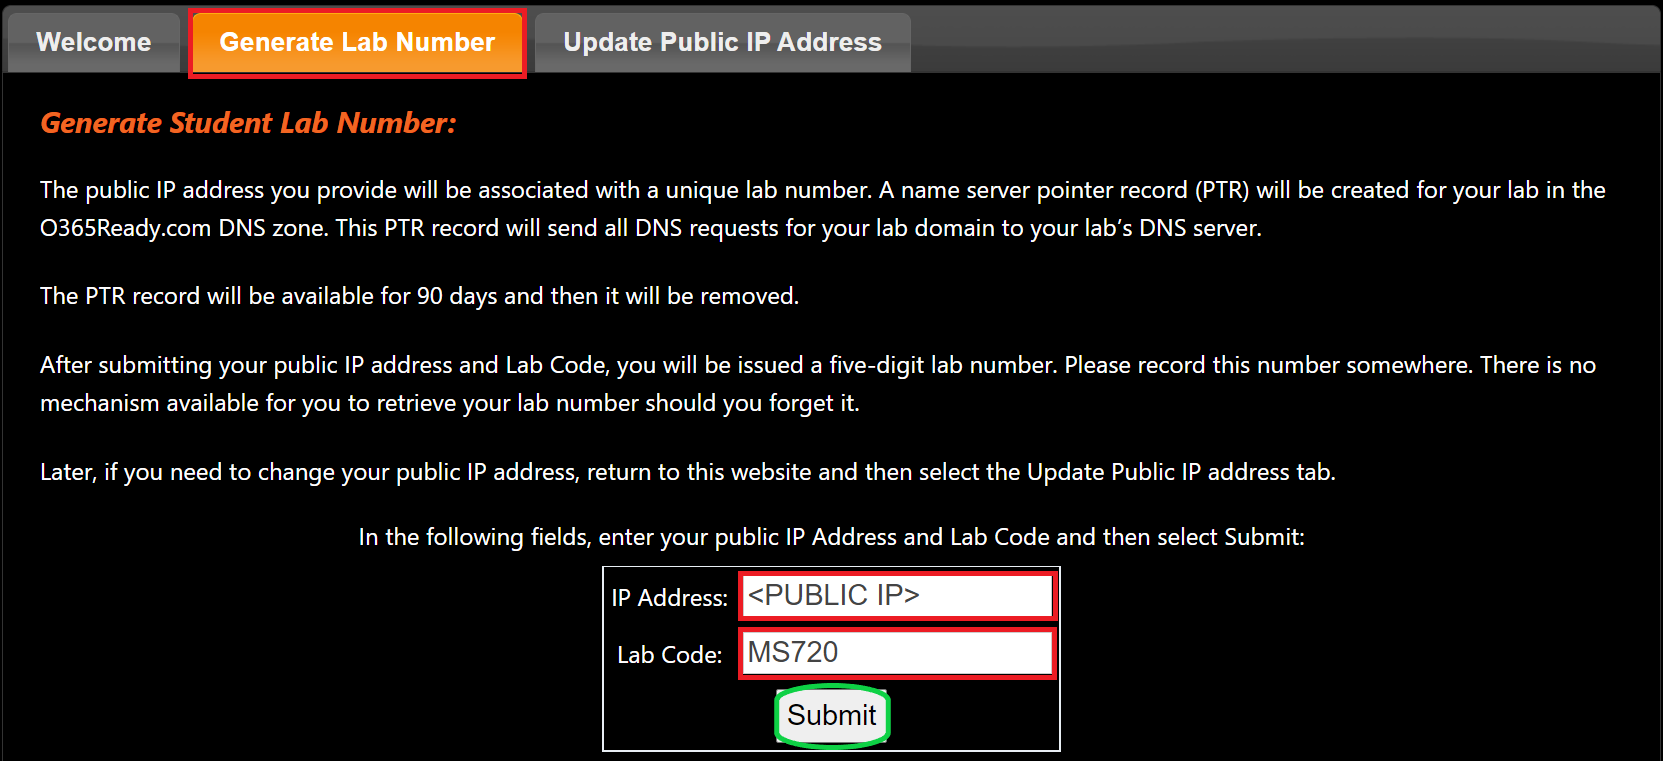 Welcome
Generate Lab Number
Update Public IP Address
Generate Student Lab Number:
The public IP address you provide will be associated with a unique lab number. A name server pointer record (PTR) will be created for your lab in the
O365Ready.com DNS zone. This PTR record will send all DNS requests for your lab domain to your lab’s DNS server.
The PTR record will be available for 90 days and then it will be removed.
After submitting your public IP address and Lab Code, you will be issued a five-digit lab number. Please record this number somewhere. There is no
mechanism available for you to retrieve your lab number should you forget it.
Later, if you need to change your public IP address, return to this website and then select the Update Public IP address tab.
In the following fields, enter your public IP Address and Lab Code and then select Submit:
IP Address: <PUBLIC IP>
Lab Code: MS720
Submit